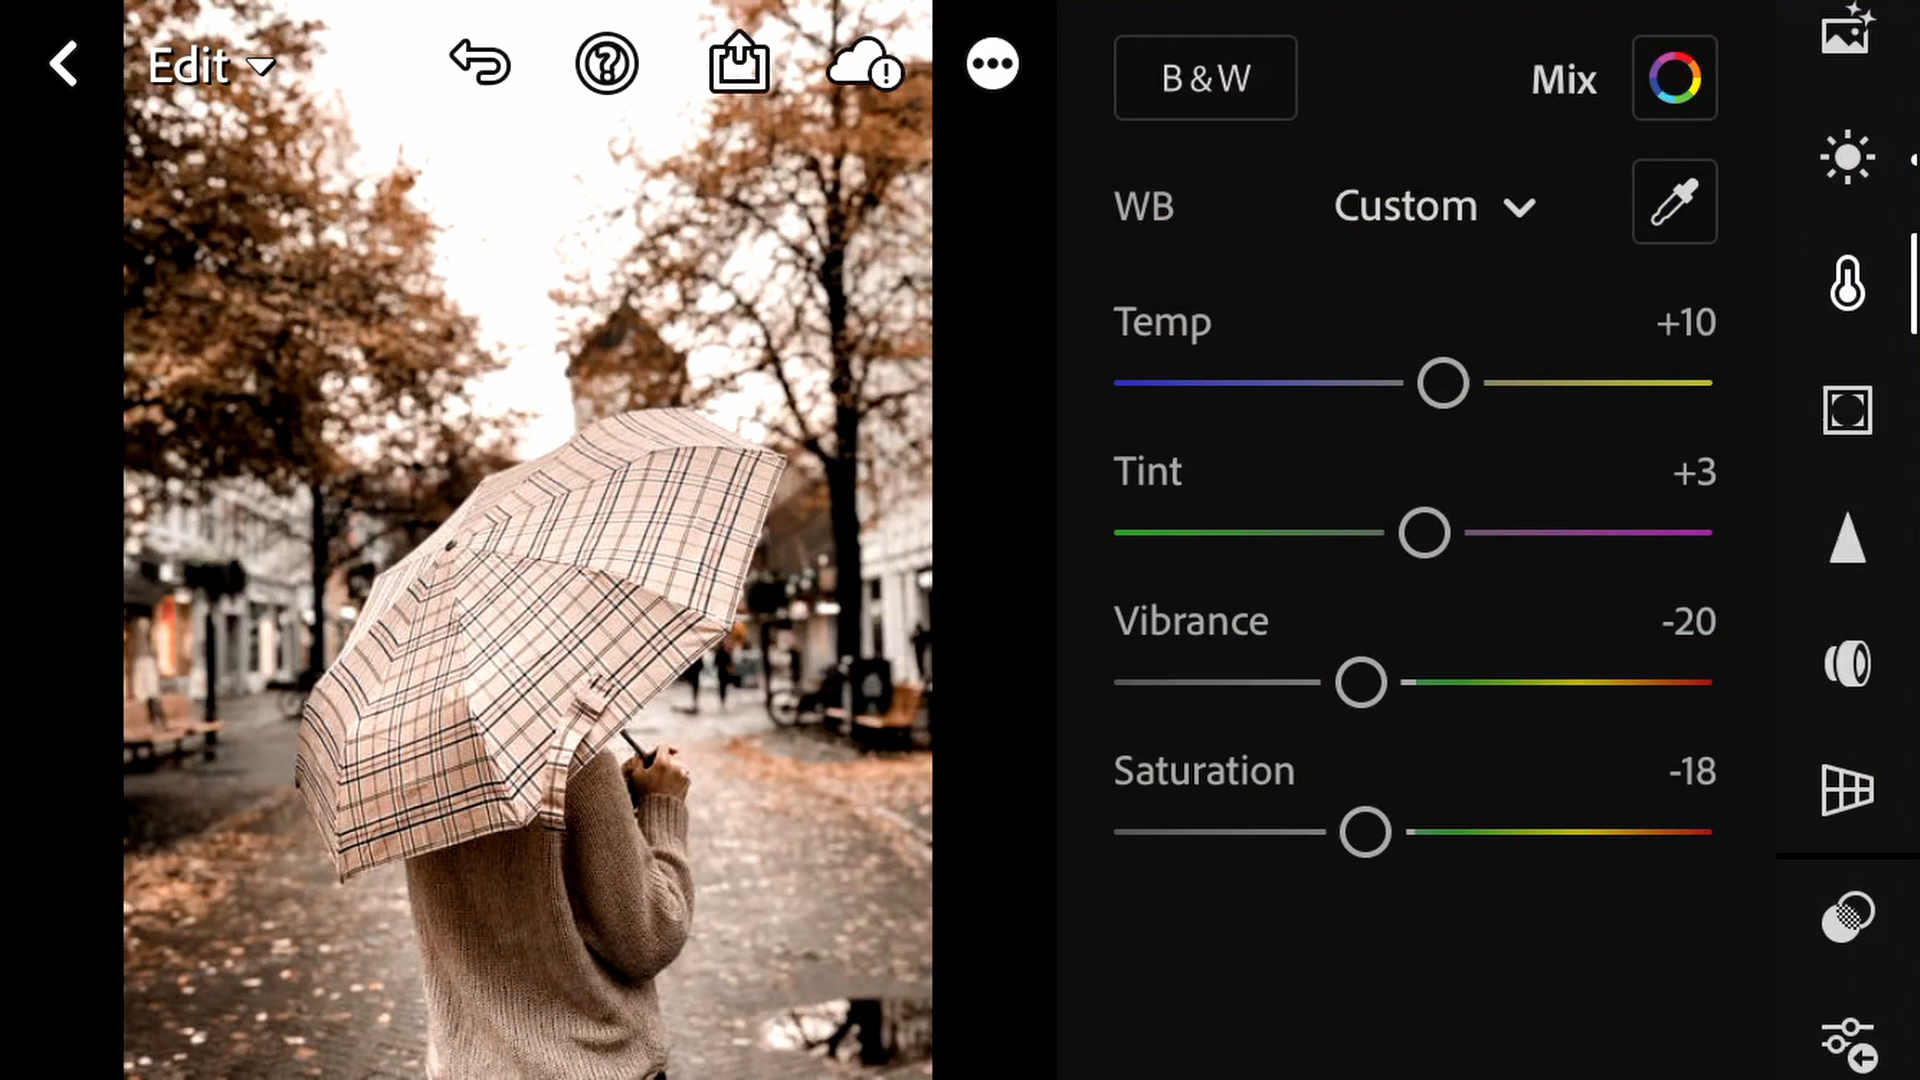 Edit
B&W
Mix
WB
Custom
Temp
+10
Tint
+3
Vibrance
-20
Saturation
-18